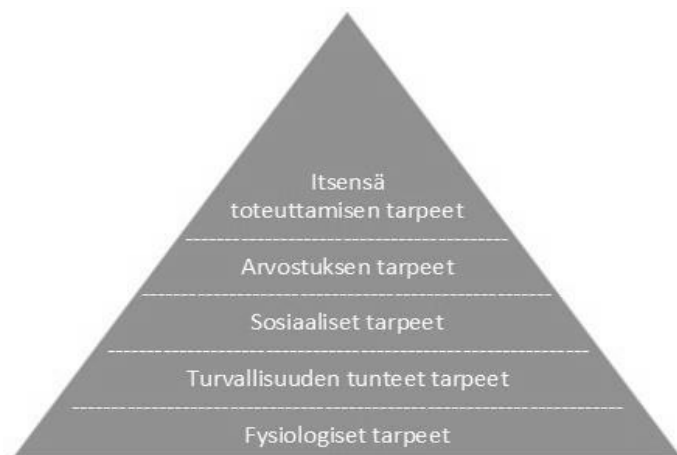 Itsensä
toteuttamisen tarpeet
Arvostuksen tarpeet
Sosiaaliset tarpeet
Turvallisuuden tunteet tarpeet
Fysiologiset tarpeet